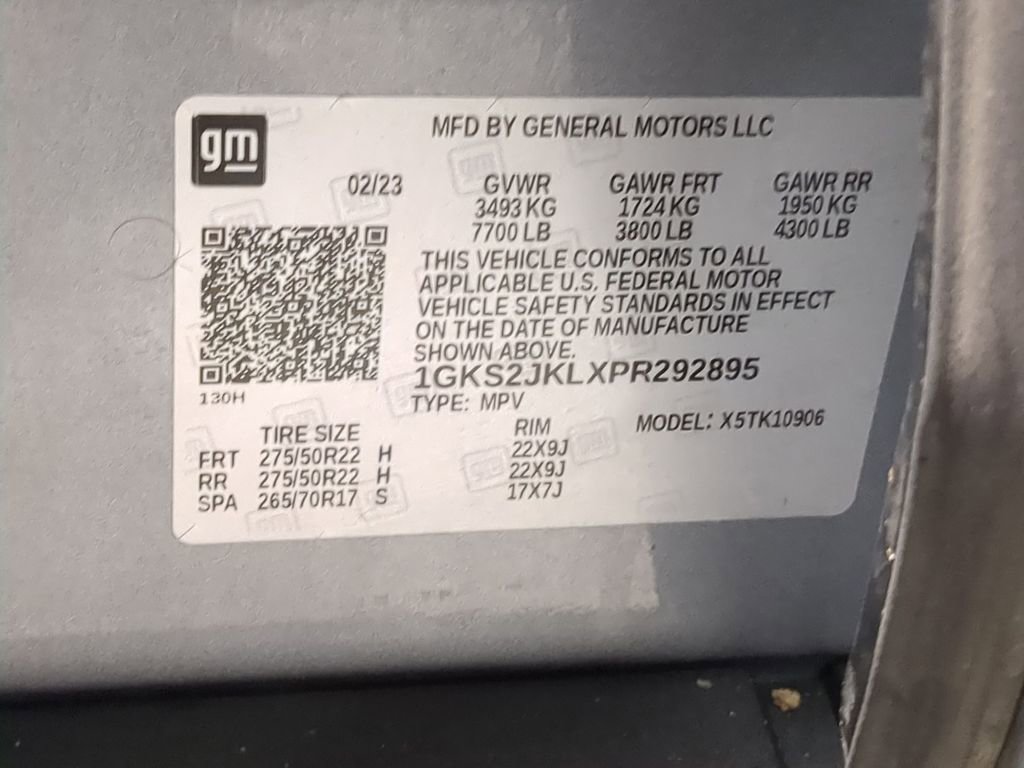 gm
MFD BY GENERAL MOTORS LLC
02/23 GVWR GAWR FRT GAWR RR
3493 KG 1724 KG 1950 KG
7700 LB 3800 LB 4300 LB
THIS VEHICLE CONFORMS TO ALL
APPLICABLE U.S. FEDERAL MOTOR
VEHICLE SAFETY STANDARDS IN EFFECT
ON THE DATE OF MANUFACTURE
SHOWN ABOVE.
1GKS2JKLXPR292895
130H
TYPE: MPV MODEL: X5TK10906
TIRE SIZE RIM
FRT 275/50R22 H 22X9J
RR 275/50R22 H 22X9J
SPA 265/70R17 S 17X7J